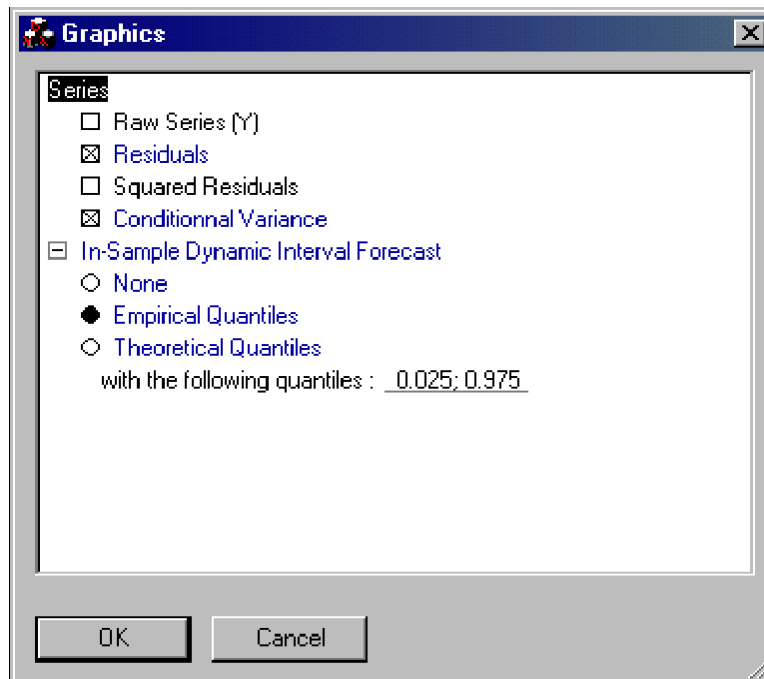 Graphics
Series
Raw Series (Y)
Residuals
Squared Residuals
Conditionnal Variance
In-Sample Dynamic Interval Forecast
None
Empirical Quantiles
Theoretical Quantiles
with the following quantiles : 0.025; 0.975
OK Cancel